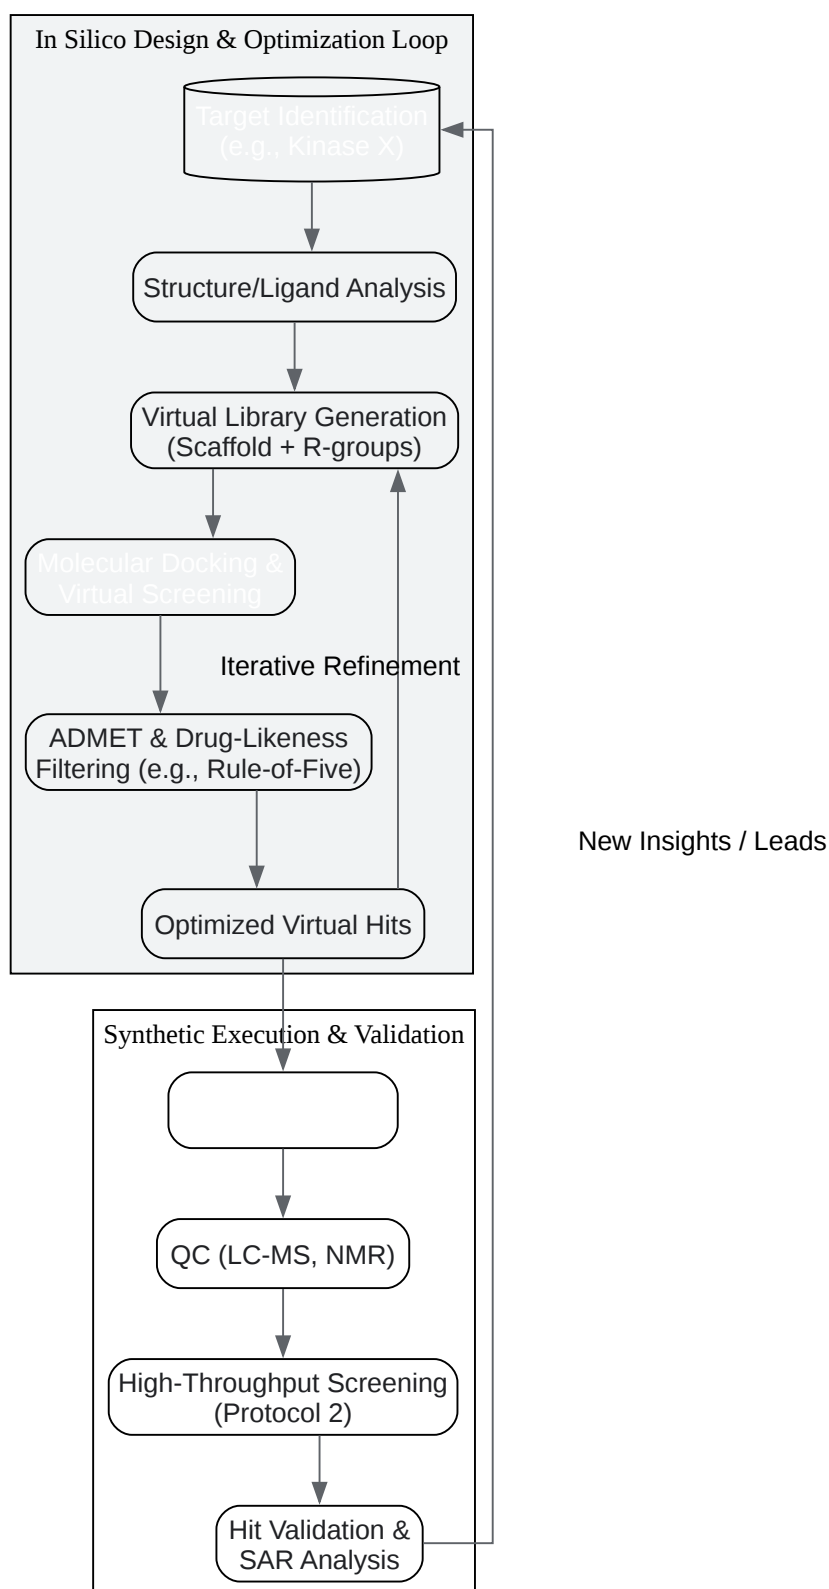 In Silico Design & Optimization Loop
Target Identification
(e.g., Kinase X)
Structure/Ligand Analysis
Virtual Library Generation
(Scaffold + R-groups)
Molecular Docking &
Virtual Screening
Iterative Refinement
ADMET & Drug-Likeness
Filtering (e.g., Rule-of-Five)
New Insights / Leads
Optimized Virtual Hits
Synthetic Execution & Validation
QC (LC-MS, NMR)
High-Throughput Screening
(Protocol 2)
Hit Validation &
SAR Analysis